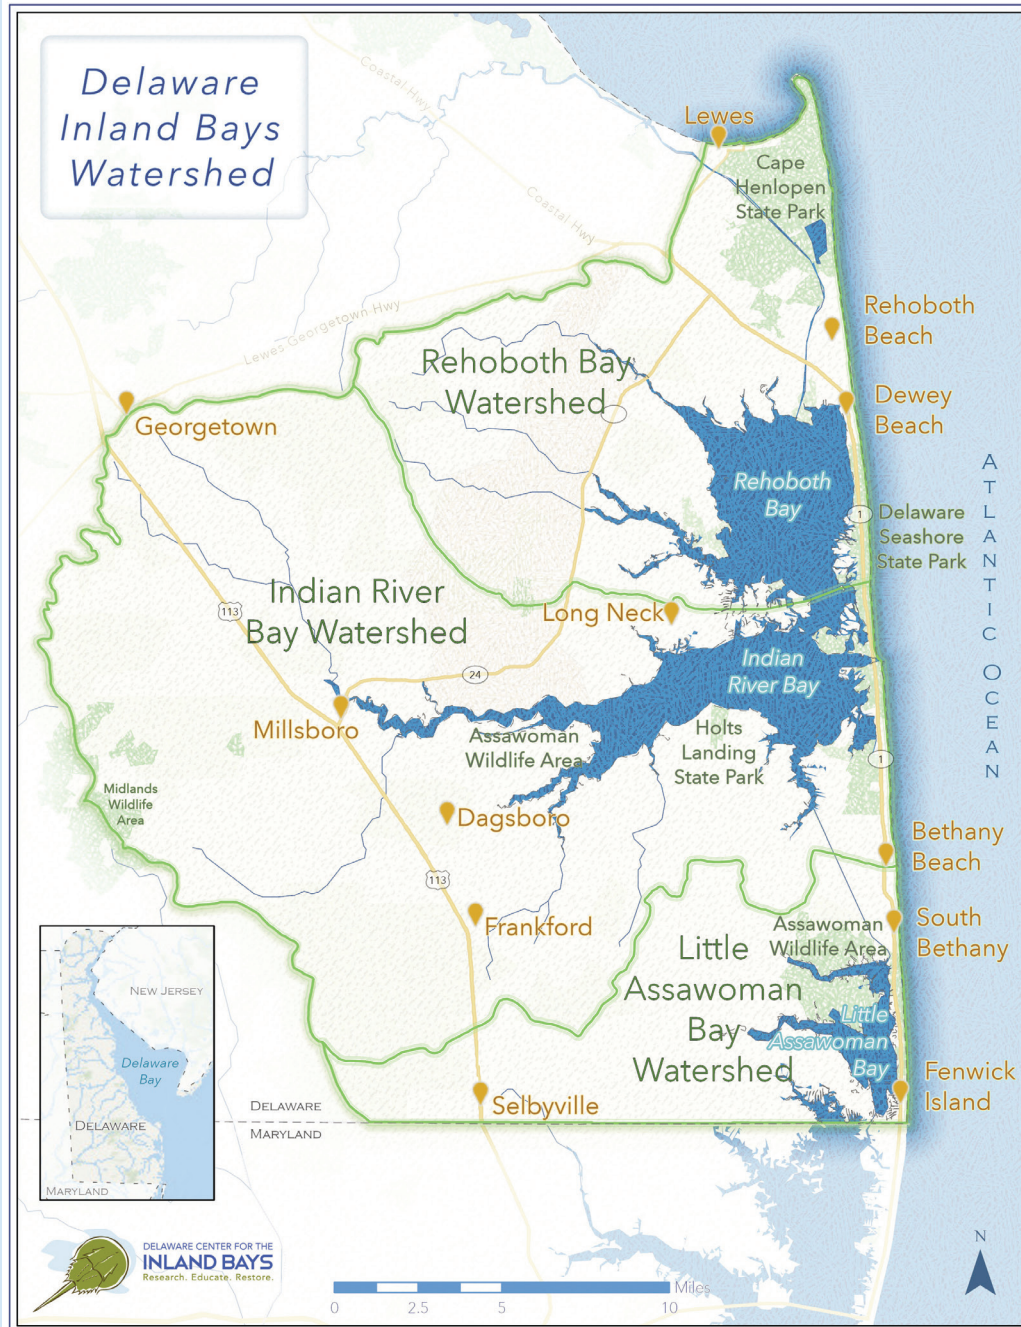 Delaware
Inland Bays
Watershed
Coastal Hwy
Lewes
Cape
Henlopen
State Park
Coastal Hwy
Lewes Georgetown Hwy
Rehoboth
Beach
Rehoboth Bay
Watershed
Dewey
Beach
Georgetown
Rehoboth
Bay
ATLANTIC OCEAN
1
Delaware
Seashore
State Park
Indian River
Bay Watershed
113
Long Neck
24
Indian
River Bay
Millsboro
Assawoman
Wildlife Area
Holts
Landing
State Park
1
Midlands
Wildlife
Area
Dagsboro
Bethany
Beach
113
Frankford
Assawoman
Wildlife Area
South
Bethany
Little
Assawoman
Bay
Watershed
Little
Assawoman
Bay
Fenwick
Island
Selbyville
DELAWARE
MARYLAND
NEW JERSEY
Delaware
Bay
DELAWARE
MARYLAND
DELAWARE CENTER FOR THE
INLAND BAYS
Research. Educate. Restore.
Miles
0 2.5 5 10
N